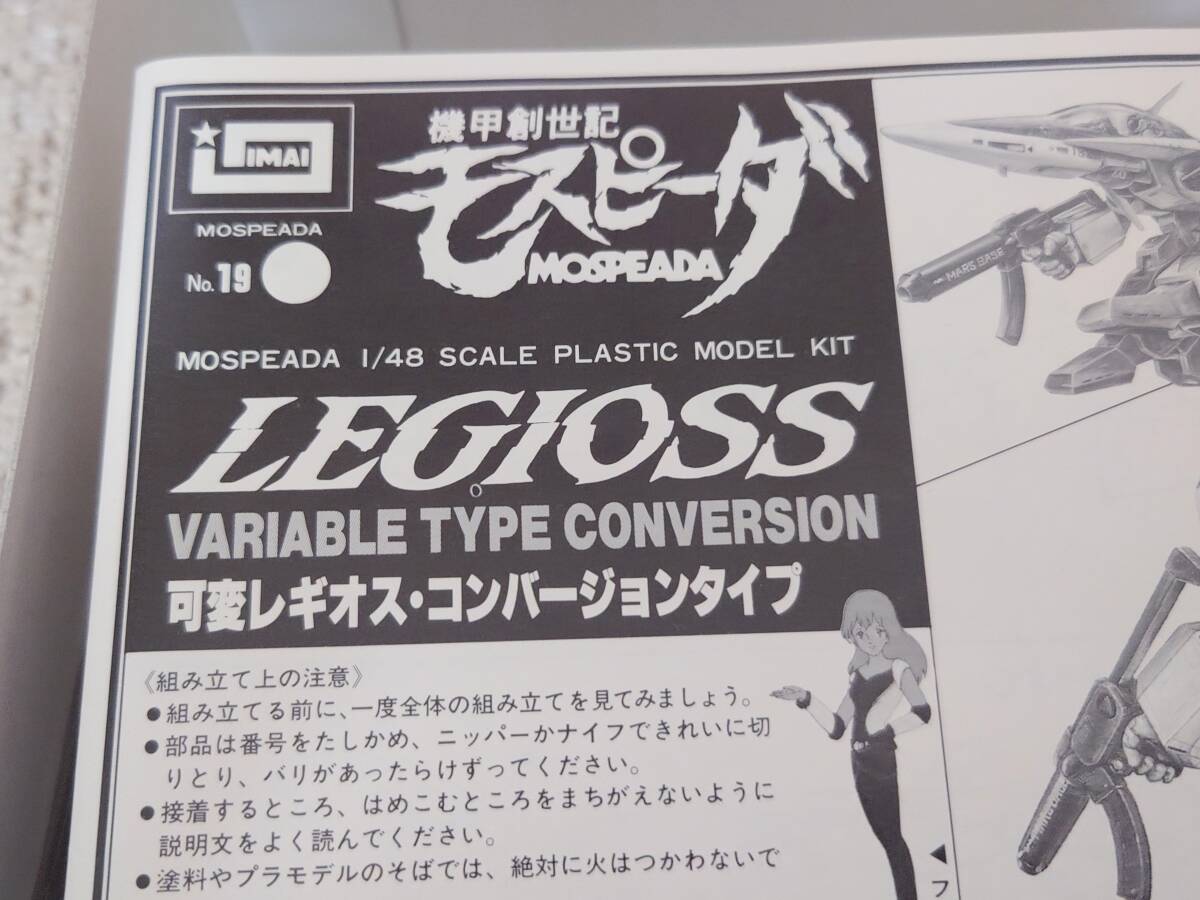 IMAI
MOSPEADA
No.19
機甲創世記
モスピーダ
MOSPEADA
MOSPEADA 1/48 SCALE PLASTIC MODEL KIT
LEGIOSS
VARIABLE TYPE CONVERSION
可変レギオス・コンバージョンタイプ
《組み立て上の注意》
●組み立てる前に、一度全体の組み立てを見てみましょう。
●部品は番号をたしかめ、ニッパーかナイフできれいに切
りとり、バリがあったらけずってください。
●接着するところ、はめこむところをまちがえないように
説明文をよく読んでください。
●塗料やプラモデルのそばでは、絶対に火はつかわないで
MARS BASE
◀フ